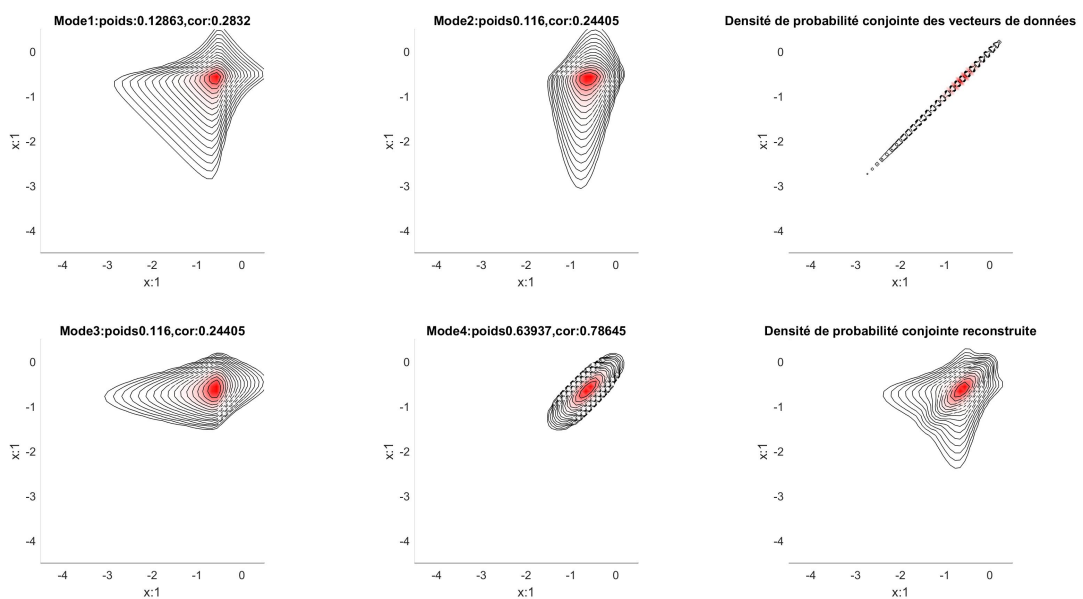 Mode1:poids:0.12863,cor:0.2832
0
-1
-2
-3
-4
x:1
-4 -3 -2 -1 0
x:1
Mode2:poids0.116,cor:0.24405
0
-1
-2
-3
-4
x:1
-4 -3 -2 -1 0
x:1
Densité de probabilité conjointe des vecteurs de données
0
-1
-2
-3
-4
x:1
-4 -3 -2 -1 0
x:1
Mode3:poids0.116,cor:0.24405
0
-1
-2
-3
-4
x:1
-4 -3 -2 -1 0
x:1
Mode4:poids0.63937,cor:0.78645
0
-1
-2
-3
-4
x:1
-4 -3 -2 -1 0
x:1
Densité de probabilité conjointe reconstruite
0
-1
-2
-3
-4
x:1
-4 -3 -2 -1 0
x:1